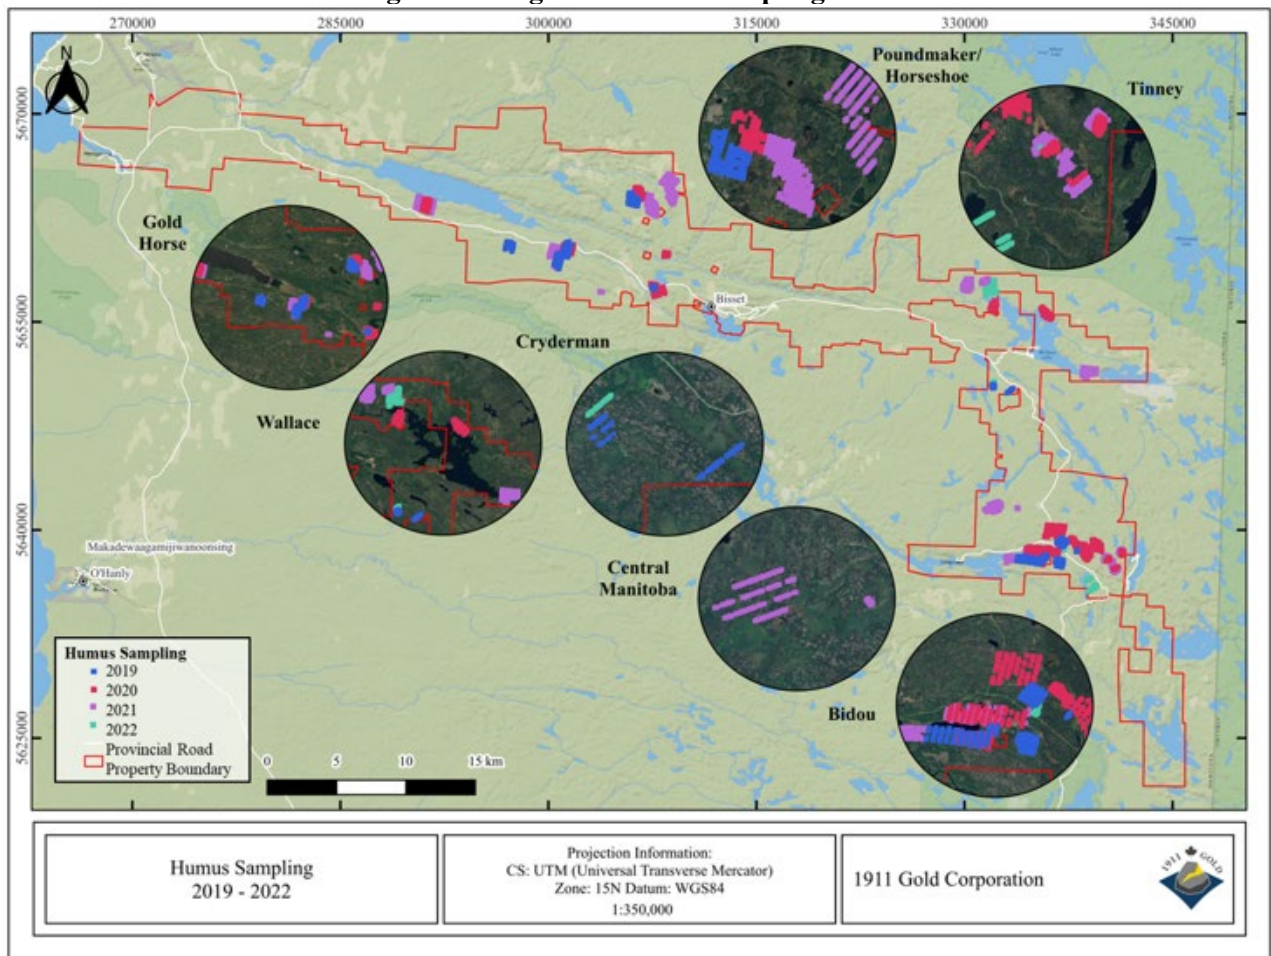 270000
285000
300000
315000
330000
345000
N
5670000
5655000
5640000
5625000
Poundmaker/
Horseshoe
Tinney
Gold
Horse
Bisset
Cryderman
Wallace
Central
Manitoba
Makadewaagamijiwanoonsing
O'Hanly
Bidou
Humus Sampling
2019
2020
2021
2022
Provincial Road
Property Boundary
0
5
10
15 km
Humus Sampling
2019 - 2022
Projection Information:
CS: UTM (Universal Transverse Mercator)
Zone: 15N Datum: WGS84
1:350,000
1911 Gold Corporation
1911 GOLD